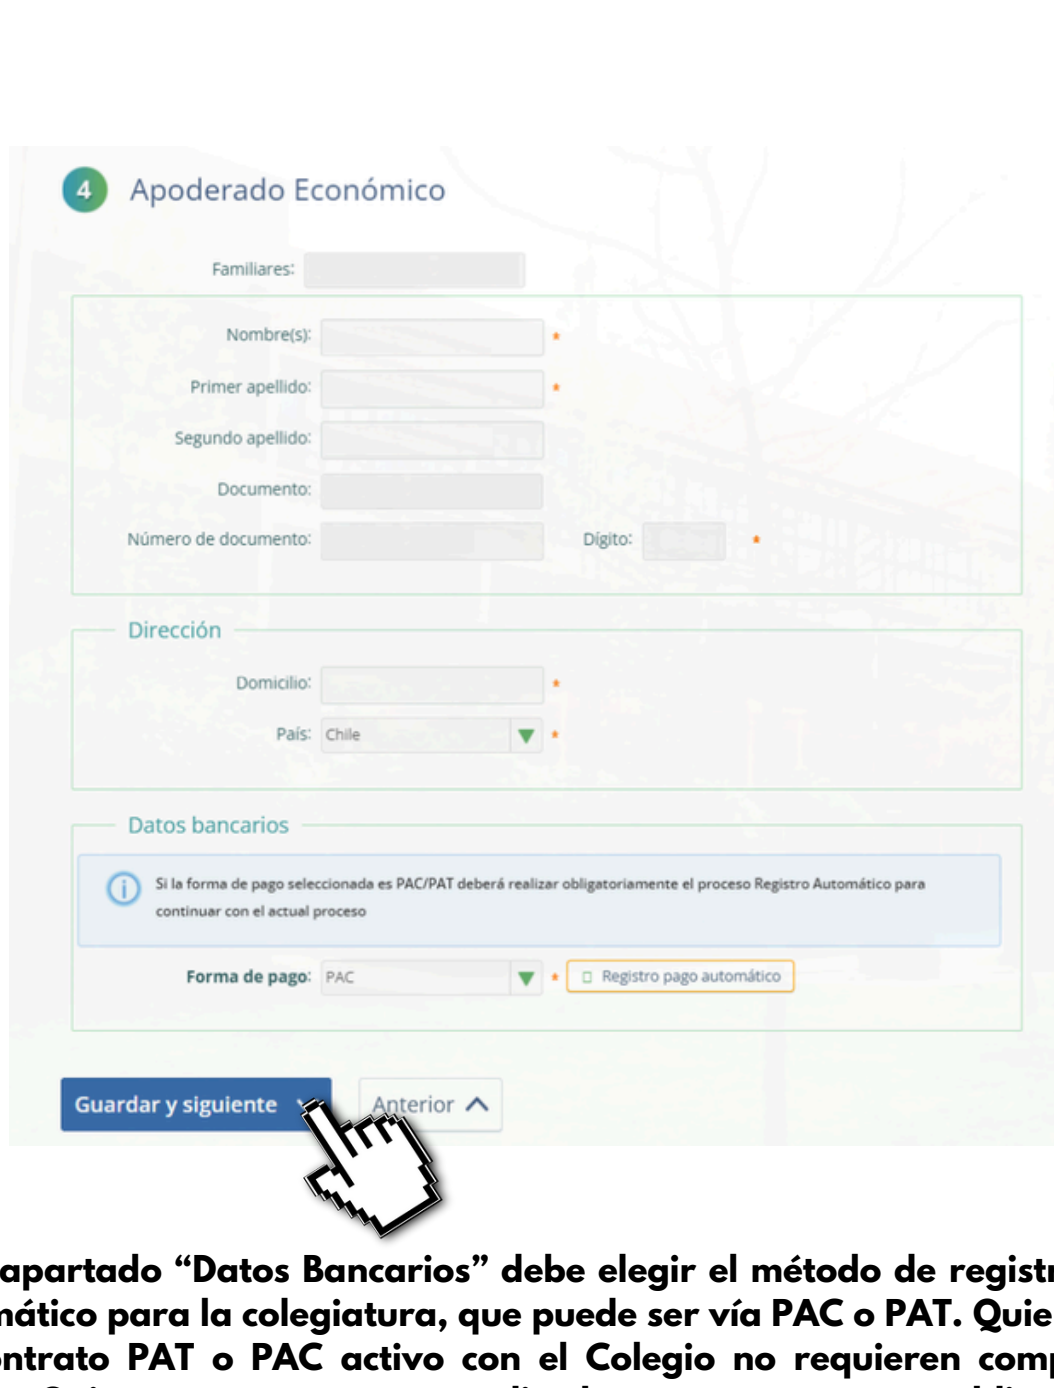 4 Apoderado Económico
Familiares:
Nombre(s): *
Primer apellido: *
Segundo apellido:
Documento:
Número de documento: Dígito: *
Dirección
Domicilio: *
País: Chile *
Datos bancarios
Si la forma de pago seleccionada es PAC/PAT deberá realizar obligatoriamente el proceso Registro Automático para
continuar con el actual proceso
Forma de pago: PAC * Registro pago automático
Guardar y siguiente Anterior
apartado “Datos Bancarios” debe elegir el método de registr
mático para la colegiatura, que puede ser vía PAC o PAT. Quie
ontrato PAT o PAC activo con el Colegio no requieren comp